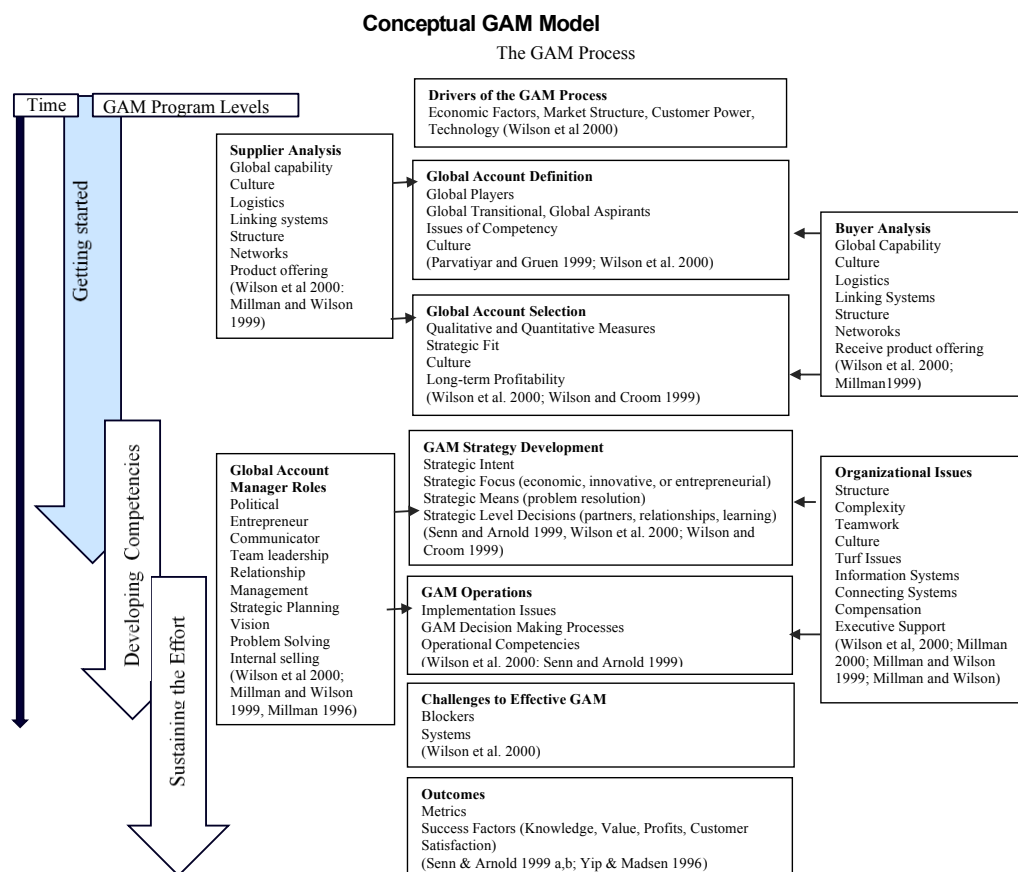 Conceptual GAM Model
The GAM Process
Time
GAM Program Levels
Getting started
Developing Competencies
Sustaining the Effort
Drivers of the GAM Process
Economic Factors, Market Structure, Customer Power,
Technology (Wilson et al 2000)
Supplier Analysis
Global capability
Culture
Logistics
Linking systems
Structure
Networks
Product offering
(Wilson et al 2000:
Millman and Wilson
1999)
Global Account Definition
Global Players
Global Transitional, Global Aspirants
Issues of Competency
Culture
(Parvatiyar and Gruen 1999; Wilson et al. 2000)
Buyer Analysis
Global Capability
Culture
Logistics
Linking Systems
Structure
Networoks
Receive product offering
(Wilson et al. 2000;
Millman1999)
Global Account Selection
Qualitative and Quantitative Measures
Strategic Fit
Culture
Long-term Profitability
(Wilson et al. 2000; Wilson and Croom 1999)
Global Account
Manager Roles
Political
Entrepreneur
Communicator
Team leadership
Relationship
Management
Strategic Planning
Vision
Problem Solving
Internal selling
(Wilson et al 2000;
Millman and Wilson
1999, Millman 1996)
GAM Strategy Development
Strategic Intent
Strategic Focus (economic, innovative, or entrepreneurial)
Strategic Means (problem resolution)
Strategic Level Decisions (partners, relationships, learning)
(Senn and Arnold 1999, Wilson et al. 2000; Wilson and
Croom 1999)
Organizational Issues
Structure
Complexity
Teamwork
Culture
Turf Issues
Information Systems
Connecting Systems
Compensation
Executive Support
(Wilson et al, 2000; Millman
2000; Millman and Wilson
1999; Millman and Wilson)
GAM Operations
Implementation Issues
GAM Decision Making Processes
Operational Competencies
(Wilson et al. 2000: Senn and Arnold 1999)
Challenges to Effective GAM
Blockers
Systems
(Wilson et al. 2000)
Outcomes
Metrics
Success Factors (Knowledge, Value, Profits, Customer
Satisfaction)
(Senn & Arnold 1999 a,b; Yip & Madsen 1996)